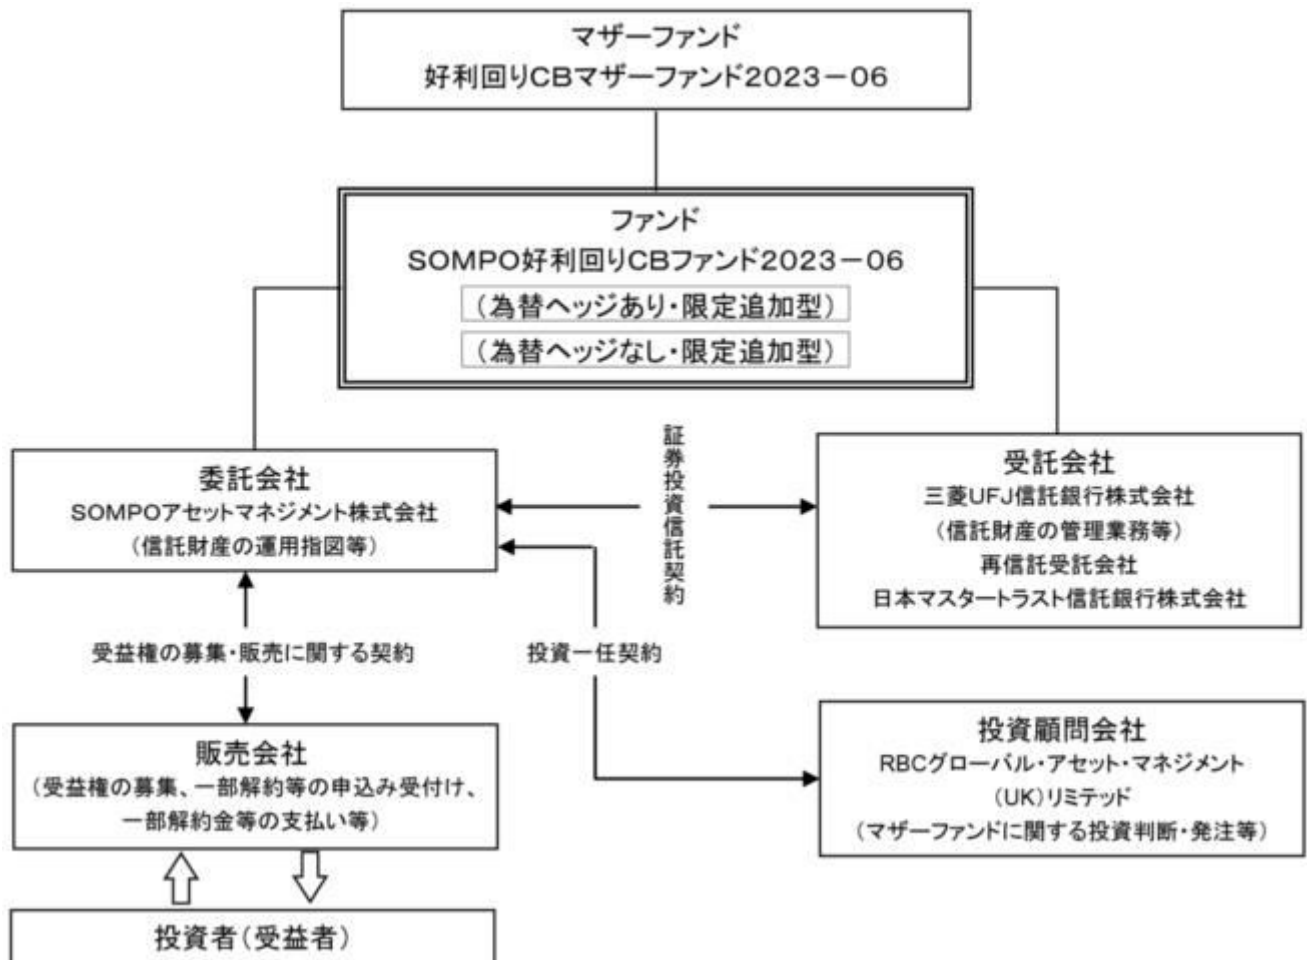 マザーファンド
好利回りCBマザーファンド2023-06
ファンド
SOMPO好利回りCBファンド2023-06
(為替ヘッジあり・限定追加型)
(為替ヘッジなし・限定追加型)
委託会社
SOMPOアセットマネジメント株式会社
(信託財産の運用指図等)
証券投資信託契約
受託会社
三菱UFJ信託銀行株式会社
(信託財産の管理業務等)
再信託受託会社
日本マスタートラスト信託銀行株式会社
受益権の募集・販売に関する契約
投資一任契約
販売会社
(受益権の募集、一部解約等の申込み受付け、
一部解約金等の支払い等)
投資顧問会社
RBCグローバル・アセット・マネジメント
(UK)リミテッド
(マザーファンドに関する投資判断・発注等)
投資者(受益者)